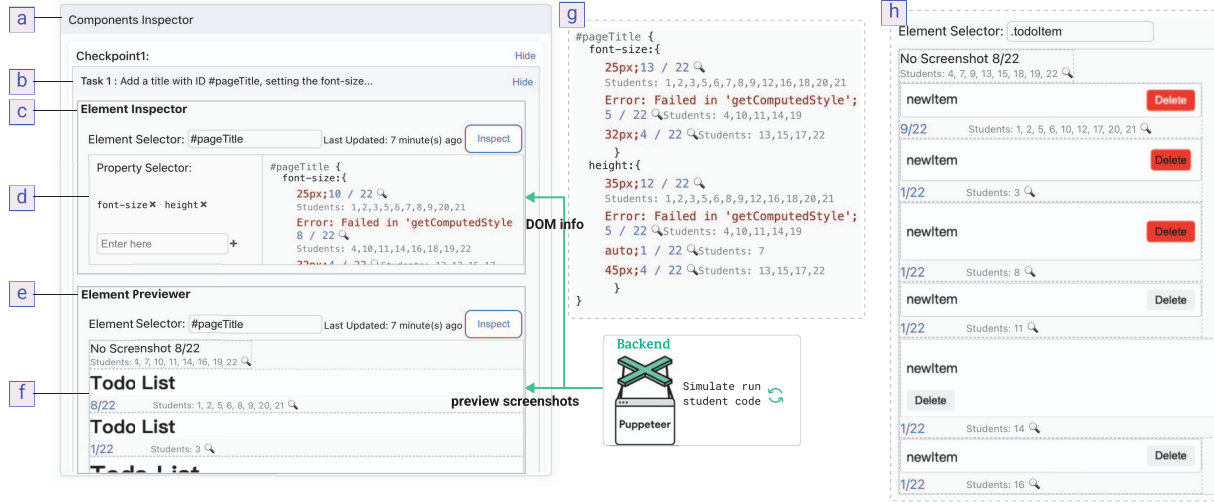 a
Components Inspector
Checkpoint1:
Hide
b
Task 1 : Add a title with ID #pageTitle, setting the font-size...
Hide
c
Element Inspector
Element Selector: #pageTitle Last Updated: 7 minute(s) ago Inspect
d
Property Selector:
font-size× height×
Enter here +
#pageTitle {
font-size:{
25px;10 / 22
Students: 1,2,3,5,6,7,8,9,20,21
Error: Failed in 'getComputedStyle
8 / 22
Students: 4,10,11,14,16,18,19,22
DOM info
e
Element Previewer
Element Selector: #pageTitle Last Updated: 7 minute(s) ago Inspect
No Screenshot 8/22
Students: 4, 7, 10, 11, 14, 16, 19, 22
f
Todo List
8/22 Students: 1, 2, 5, 6, 8, 9, 20, 21
Todo List
1/22 Students: 3
Todo List
preview screenshots
g
#pageTitle {
font-size:{
25px;13 / 22
Students: 1,2,3,5,6,7,8,9,12,16,18,20,21
Error: Failed in 'getComputedStyle';
5 / 22 Students: 4,10,11,14,19
32px;4 / 22 Students: 13,15,17,22
}
height:{
35px;12 / 22
Students: 1,2,3,5,6,8,9,12,16,18,20,21
Error: Failed in 'getComputedStyle';
5 / 22 Students: 4,10,11,14,19
auto;1 / 22 Students: 7
45px;4 / 22 Students: 13,15,17,22
}
}
Backend
Puppeteer
Simulate run
student code
h
Element Selector: .todoItem
No Screenshot 8/22
Students: 4, 7, 9, 13, 15, 18, 19, 22
newItem Delete
9/22 Students: 1, 2, 5, 6, 10, 12, 17, 20, 21
newItem Delete
1/22 Students: 3
newItem Delete
1/22 Students: 8
newItem Delete
1/22 Students: 11
newItem
Delete
1/22 Students: 14
newItem Delete
1/22 Students: 16